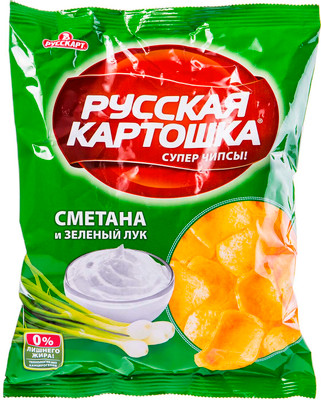 РУССКАРТ
РУССКАЯ
КАРТОШКА
СУПЕР ЧИПСЫ!
СМЕТАНА
И ЗЕЛЕНЫЙ ЛУК
0%
ЛИШНЕГО
ЖИРА!